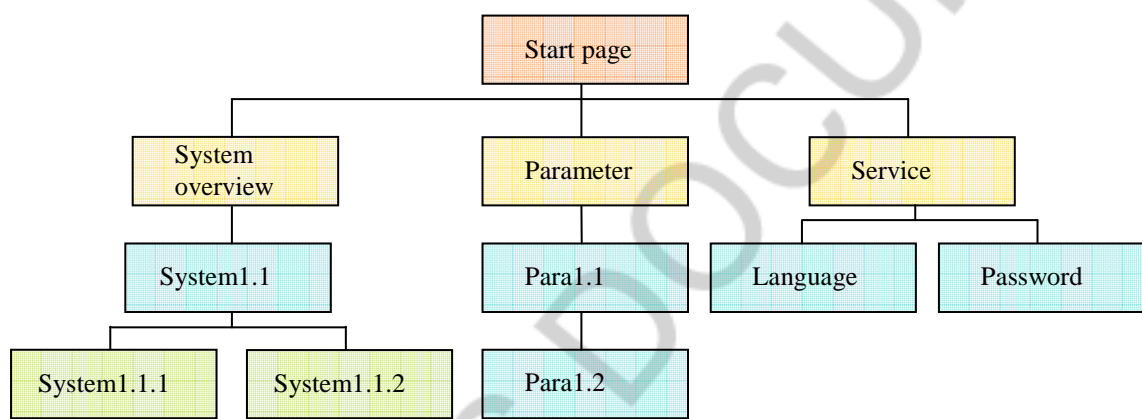 Start page
System
overview
Parameter
Service
System1.1
Para1.1
Language
Password
System1.1.1
System1.1.2
Para1.2